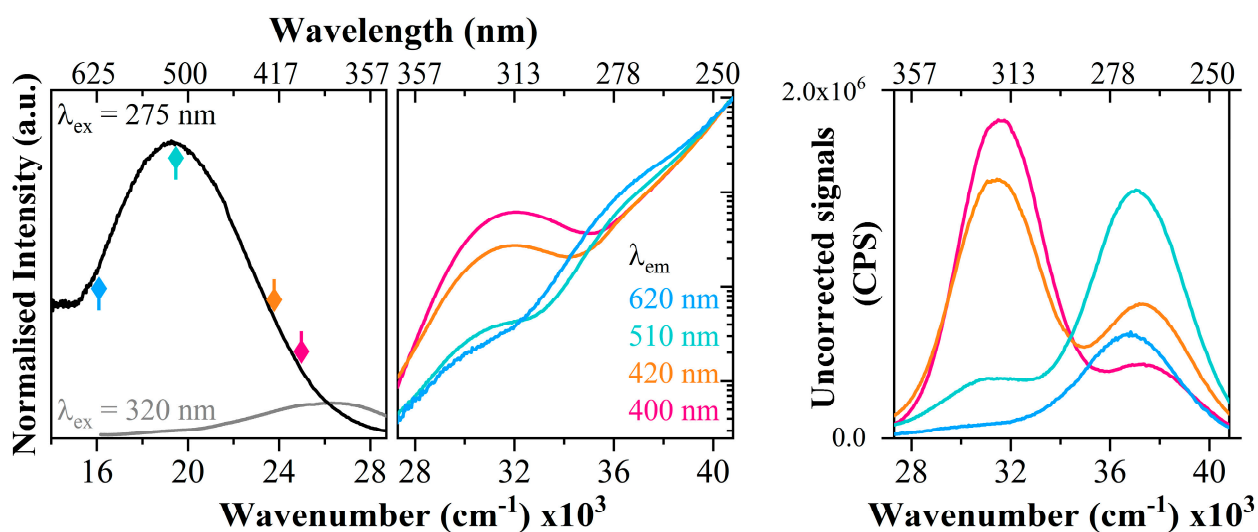 Wavelength (nm)
625 500 417 357
357 313 278 250
357 313 278 250
Normalised Intensity (a.u.)
λex = 275 nm
λex = 320 nm
λem
620 nm
510 nm
420 nm
400 nm
Uncorrected signals
(CPS)
2.0x10⁶
0.0
16 20 24 28
32 36 40
28 32 36 40
Wavenumber (cm⁻¹) x10³
Wavenumber (cm⁻¹) x10³